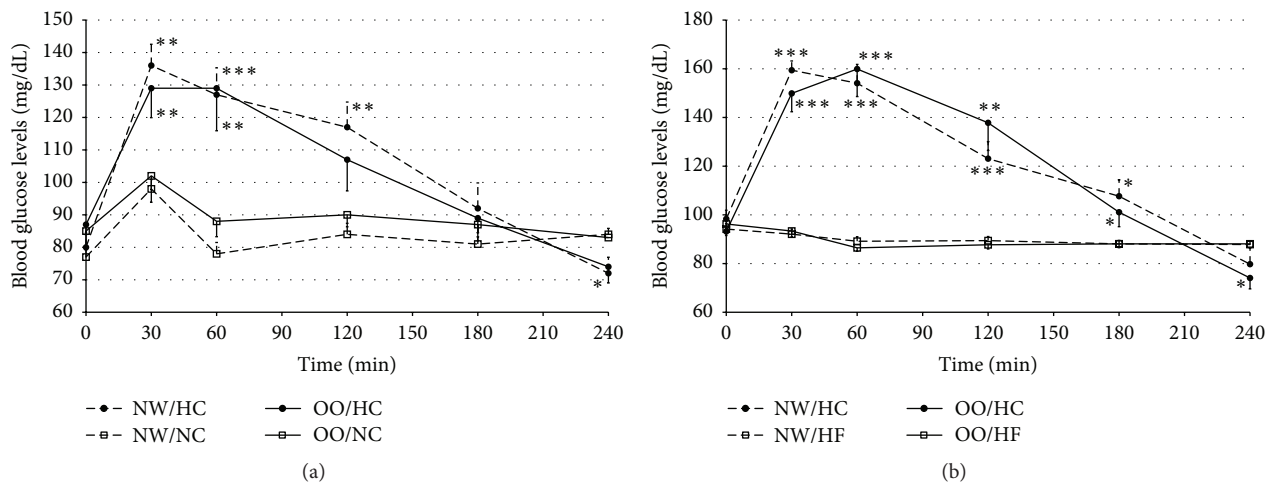 Blood glucose levels (mg/dL)
150
140
130
120
110
100
90
80
70
60
**
***
**
**
**
*
0 30 60 90 120 150 180 210 240
Time (min)
NW/HC OO/HC
NW/NC OO/NC
(a)
Blood glucose levels (mg/dL)
180
160
140
120
100
80
60
***
***
***
***
**
***
*
*
*
0 30 60 90 120 150 180 210 240
Time (min)
NW/HC OO/HC
NW/HF OO/HF
(b)